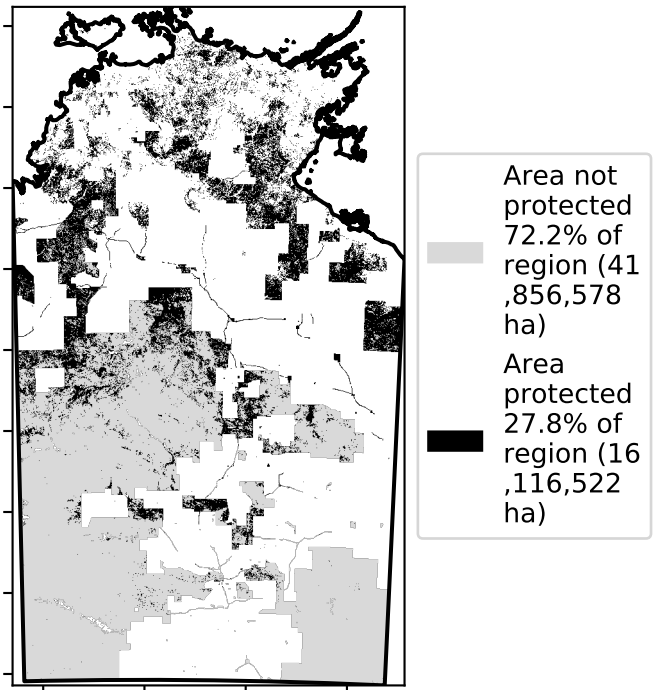 Area not
protected
72.2% of
region (41
,856,578
ha)
Area
protected
27.8% of
region (16
,116,522
ha)